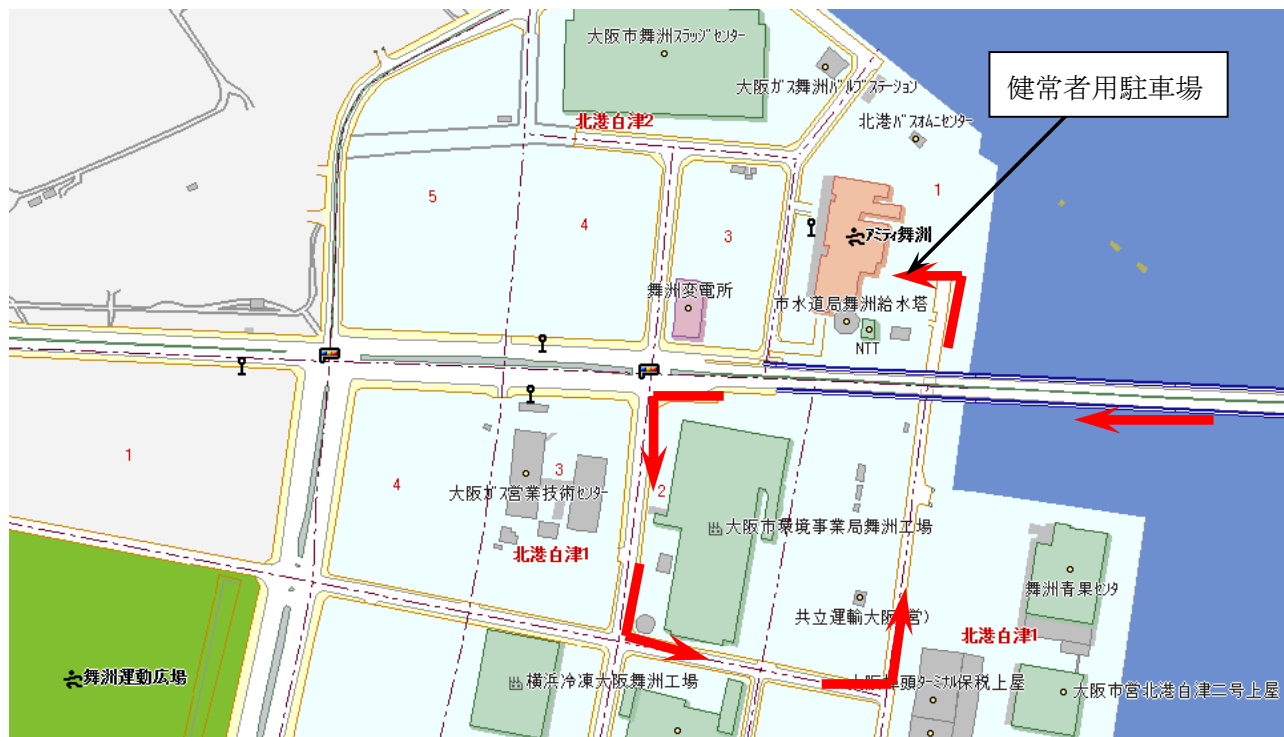 大阪市舞洲ｽﾗｯｼﾞｾﾝﾀｰ
大阪ｶﾞｽ舞洲ﾊﾞﾙﾌﾞｽﾃｰｼｮﾝ
健常者用駐車場
北港白津2
北港ﾊﾞｽｵﾑﾆｾﾝﾀｰ
5
4
3
1
ｱﾐﾃｨ舞洲
舞洲変電所
市水道局舞洲給水塔
NTT
1
4
3
2
大阪ｶﾞｽ営業技術ｾﾝﾀｰ
大阪市環境事業局舞洲工場
北港白津1
舞洲青果ｾﾝﾀ
共立運輸大阪(営)
北港白津1
舞洲運動広場
横浜冷凍大阪舞洲工場
大阪埠頭ﾀｰﾐﾅﾙ保税上屋
大阪市営北港白津二号上屋